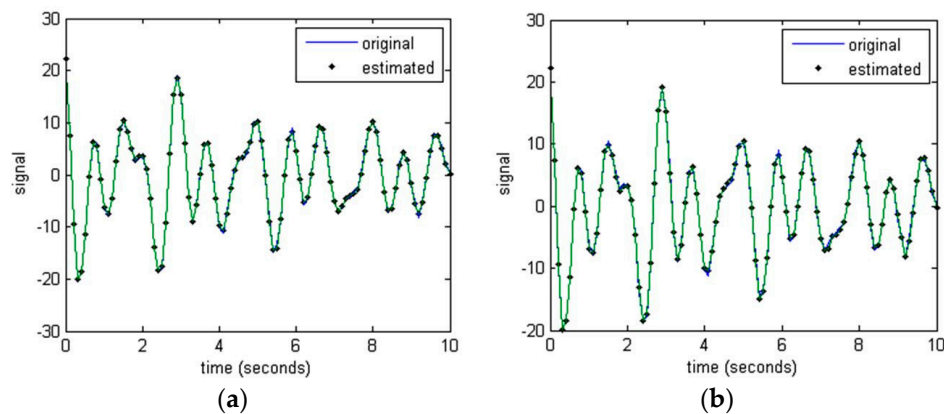 30
20
10
0
-10
-20
-30
signal
original
estimated
0 2 4 6 8 10
time (seconds)
(a)
30
20
10
0
-10
-20
signal
original
estimated
0 2 4 6 8 10
time (seconds)
(b)